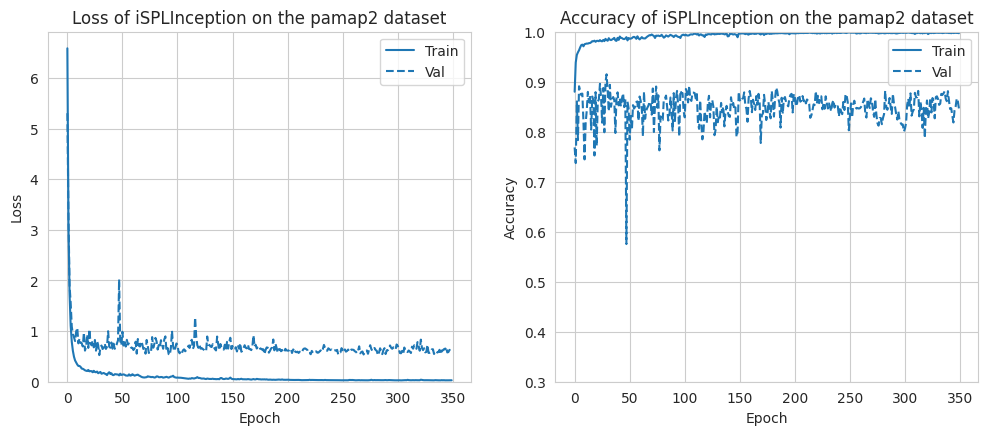 Loss of iSPLInception on the pamap2 dataset
Train
Val
6
5
4
3
2
1
0
Loss
0 50 100 150 200 250 300 350
Epoch
Accuracy of iSPLInception on the pamap2 dataset
Train
Val
1.0
0.9
0.8
0.7
0.6
0.5
0.4
0.3
Accuracy
0 50 100 150 200 250 300 350
Epoch